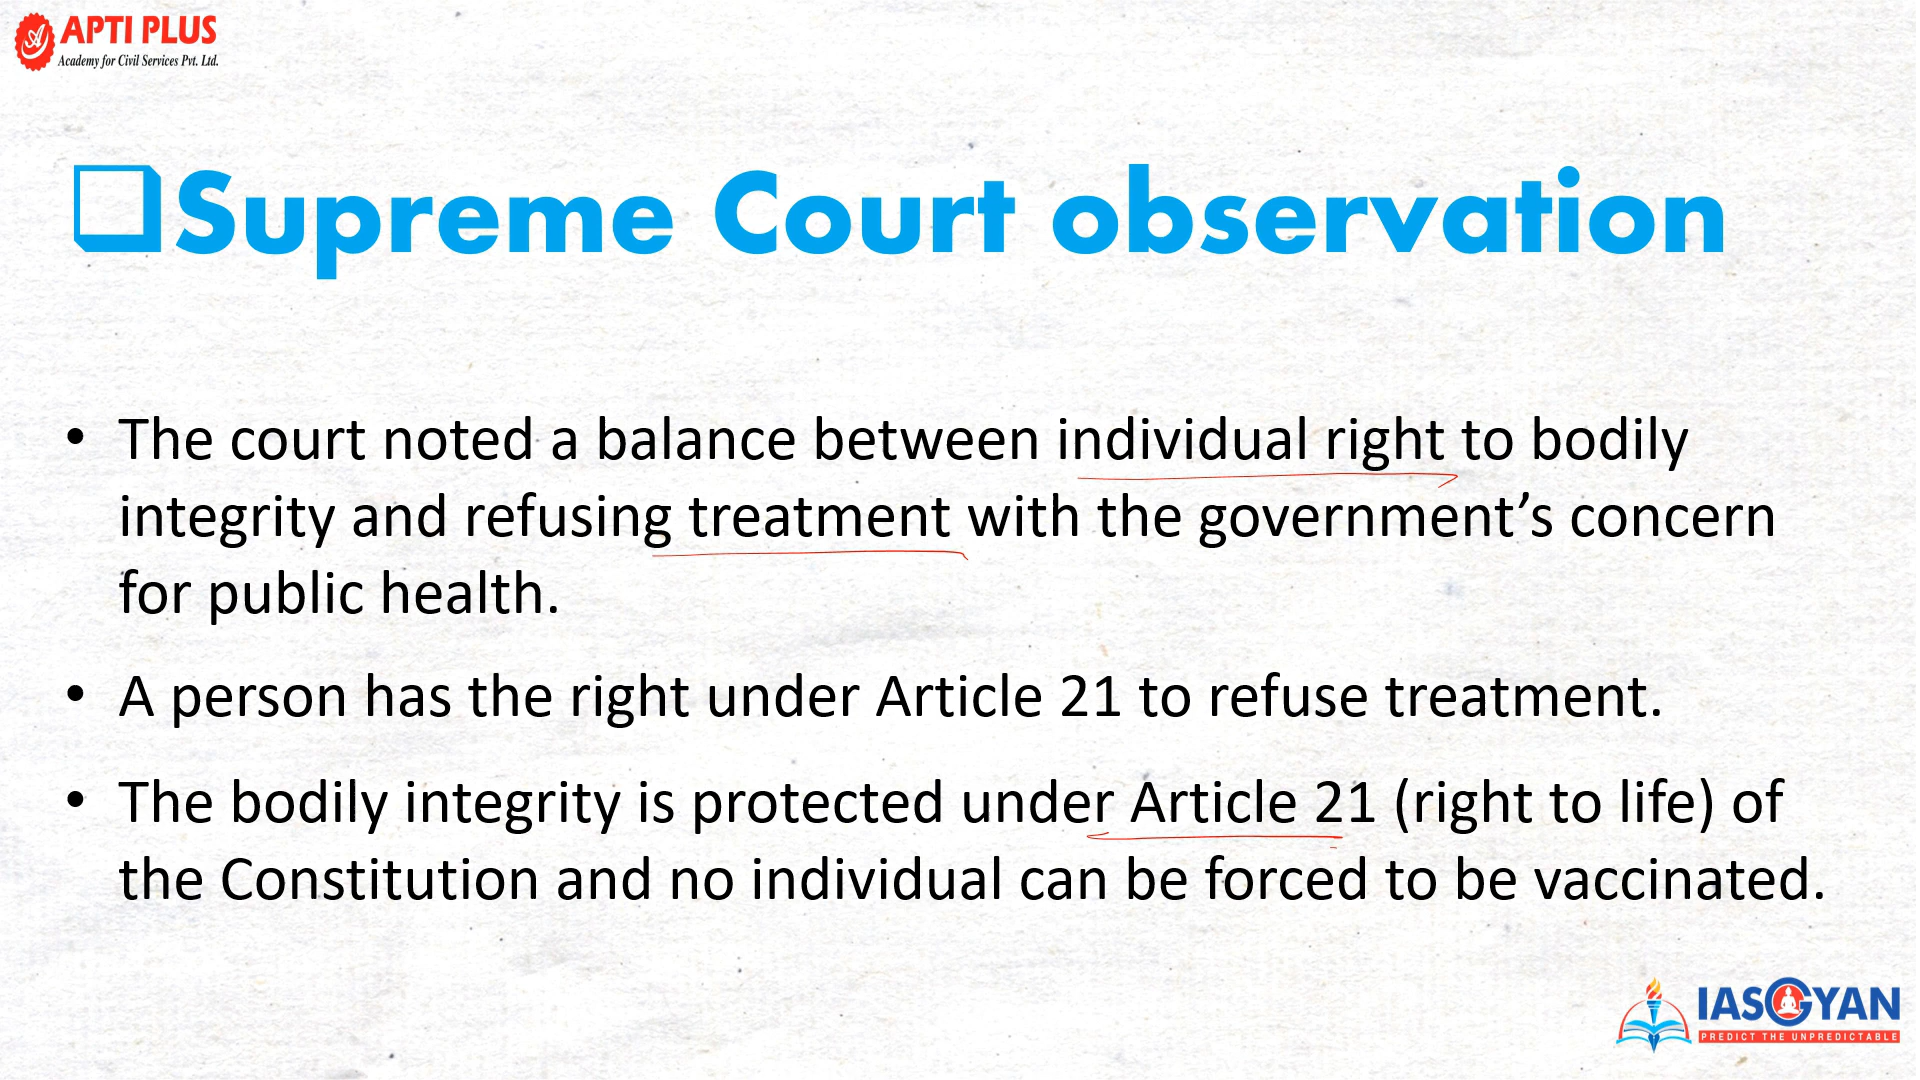 APTI PLUS
Academy for Civil Services Pvt. Ltd.
❑Supreme Court observation
• The court noted a balance between individual right to bodily
integrity and refusing treatment with the government’s concern
for public health.
• A person has the right under Article 21 to refuse treatment.
• The bodily integrity is protected under Article 21 (right to life) of
the Constitution and no individual can be forced to be vaccinated.
IASGYAN
PREDICT THE UNPREDICTABLE